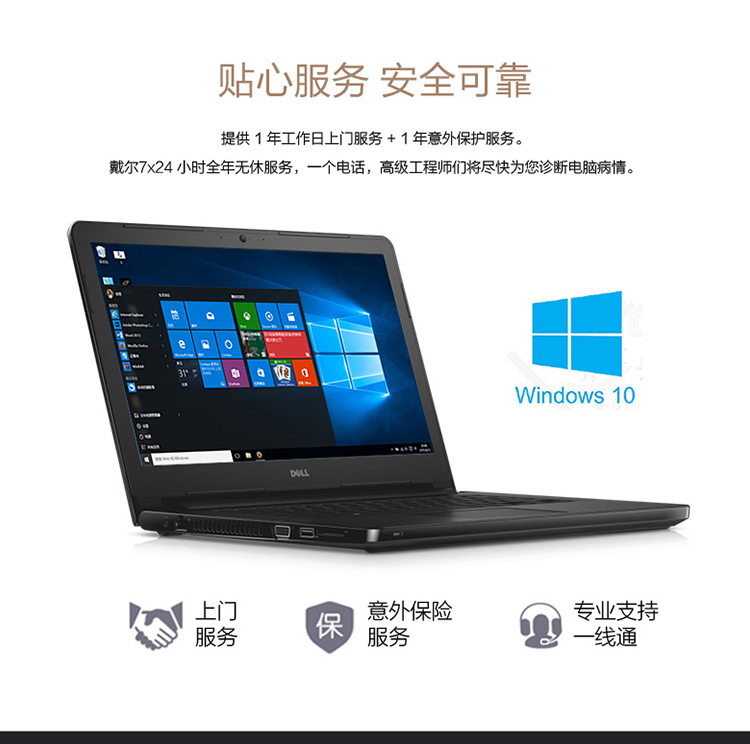 贴心服务 安全可靠
提供 1 年工作日上门服务 + 1 年意外保护服务。
戴尔7x24 小时全年无休服务，一个电话，高级工程师们将尽快为您诊断电脑病情。
Windows 10
DELL
上门
服务
保
意外保险
服务
专业支持
一线通